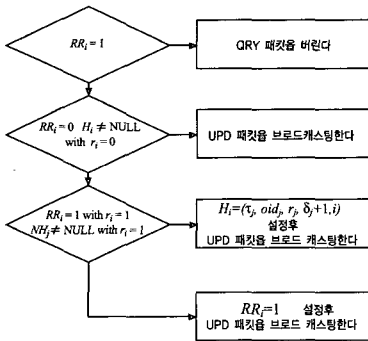 RRi = 1
QRY 패킷을 버린다
RRi = 0 Hi ≠ NULL
with ri = 0
UPD 패킷을 브로드캐스팅한다
RRi = 1 with ri = 1
NHj ≠ NULL with ri = 1
Hi=(τj, oidj, rj, δj+1,i)
설정후
UPD 패킷을 브로드 캐스팅한다
RRi=1 설정후
UPD 패킷을 브로드 캐스팅한다